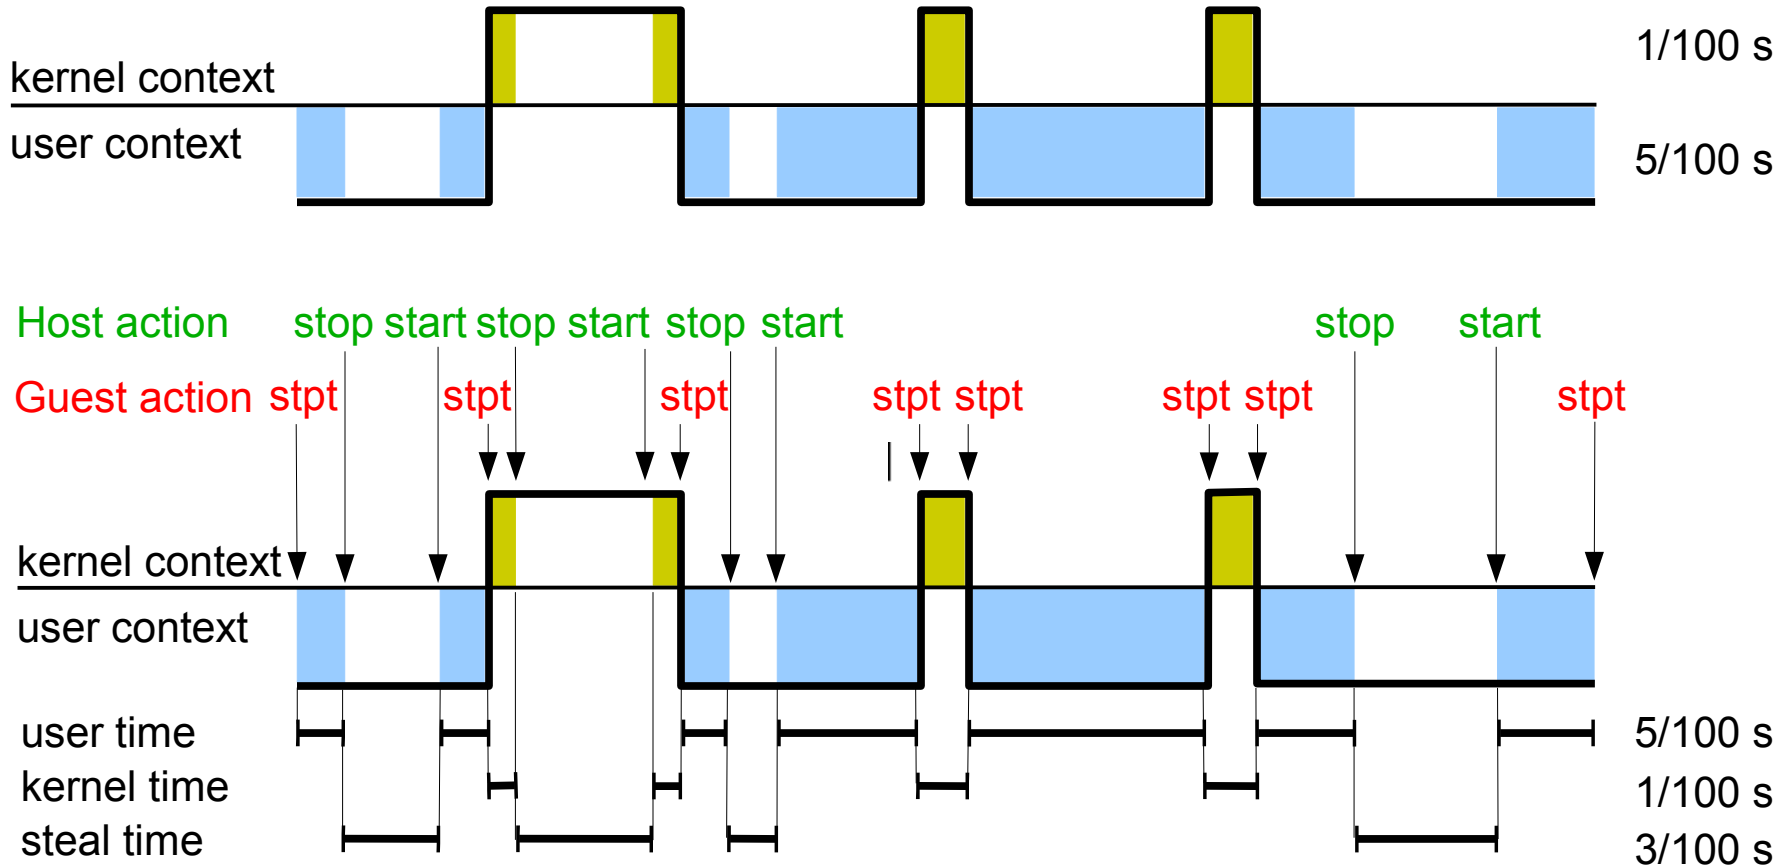 1/100 s
kernel context
user context
5/100 s
Host action stop start stop start stop start stop start
Guest action stpt stpt stpt stpt stpt stpt stpt stpt
kernel context
user context
user time 5/100 s
kernel time 1/100 s
steal time 3/100 s